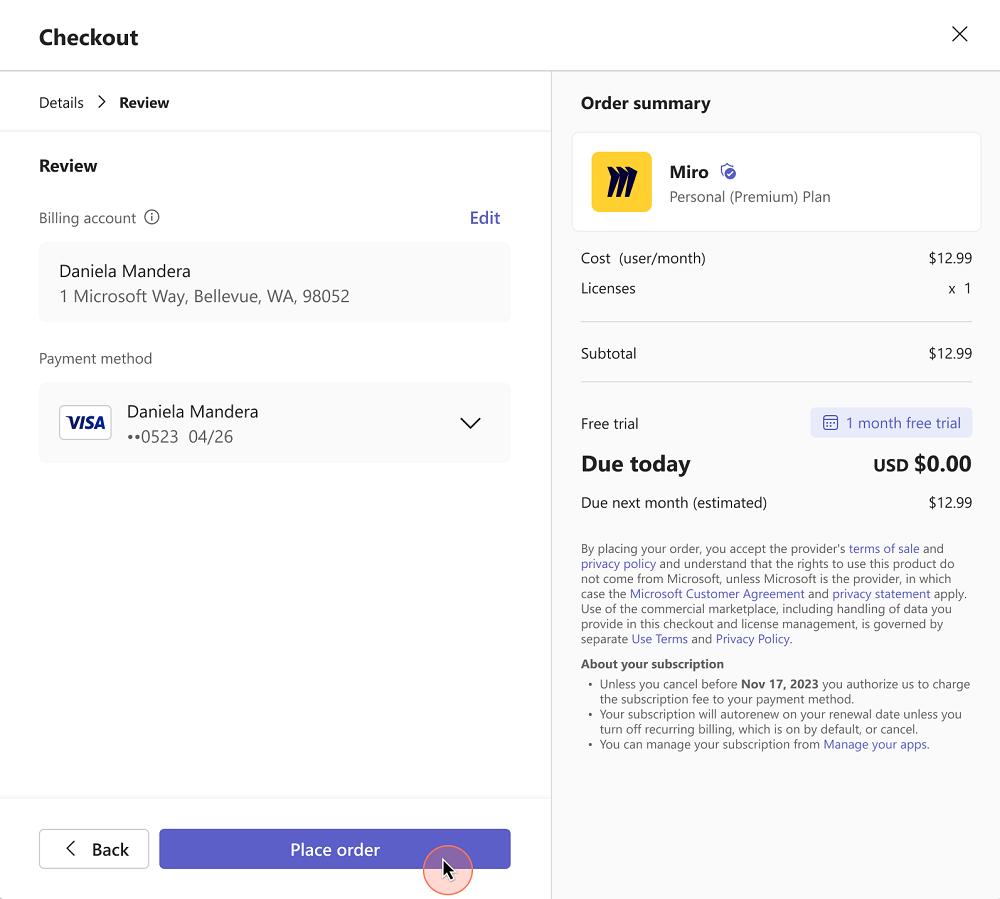 Checkout
Details > Review
Review
Billing account
Edit
Daniela Mandera
1 Microsoft Way, Bellevue, WA, 98052
Payment method
VISA
Daniela Mandera
••0523 04/26
Back
Place order
Order summary
Miro
Personal (Premium) Plan
Cost (user/month) $12.99
Licenses x 1
Subtotal $12.99
Free trial 1 month free trial
Due today USD $0.00
Due next month (estimated) $12.99
By placing your order, you accept the provider's terms of sale and
privacy policy and understand that the rights to use this product do
not come from Microsoft, unless Microsoft is the provider, in which
case the Microsoft Customer Agreement and privacy statement apply.
Use of the commercial marketplace, including handling of data you
provide in this checkout and license management, is governed by
separate Use Terms and Privacy Policy.
About your subscription
• Unless you cancel before Nov 17, 2023 you authorize us to charge
the subscription fee to your payment method.
• Your subscription will autorenew on your renewal date unless you
turn off recurring billing, which is on by default, or cancel.
• You can manage your subscription from Manage your apps.